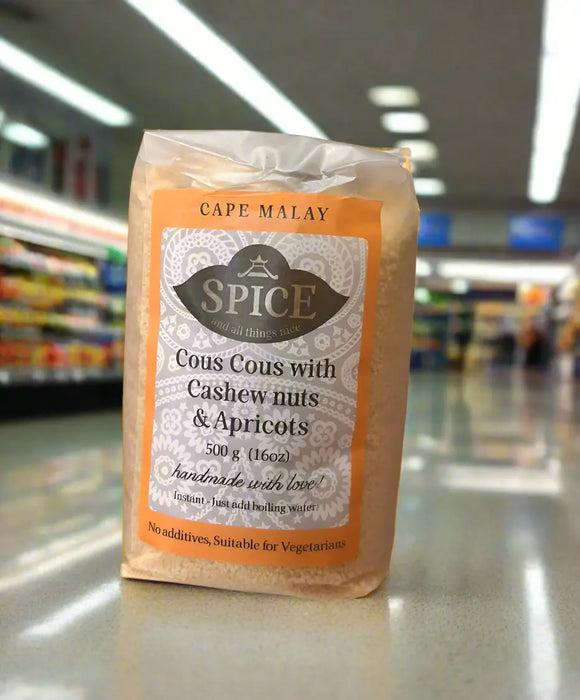 CAPE MALAY
SPICE
and all things nice
Cous Cous with
Cashew nuts
& Apricots
500 g (16oz)
handmade with love!
Instant - Just add boiling water.
No additives, Suitable for Vegetarians